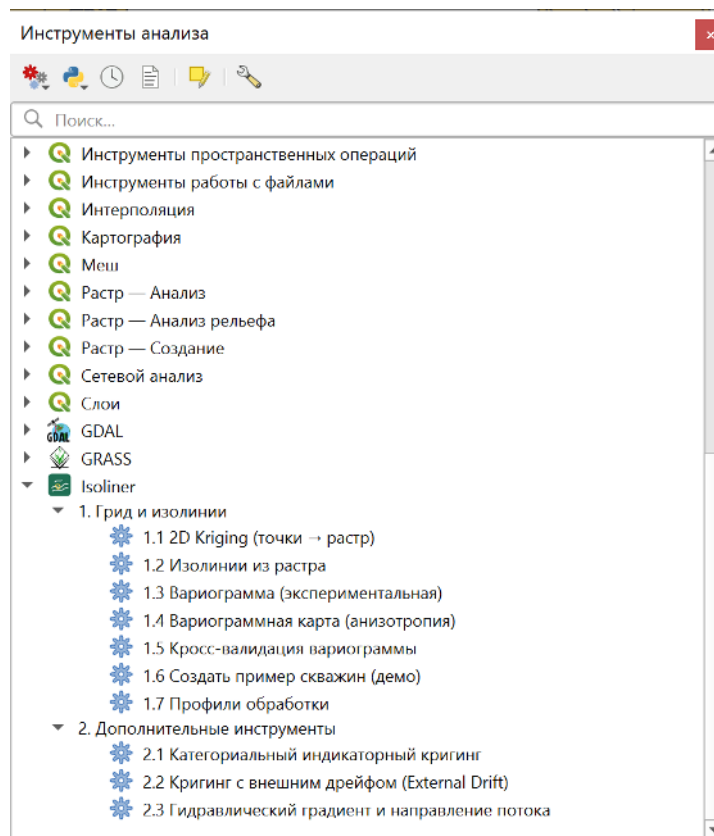 Инструменты анализа
Поиск...
Инструменты пространственных операций
Инструменты работы с файлами
Интерполяция
Картография
Меш
Растр — Анализ
Растр — Анализ рельефа
Растр — Создание
Сетевой анализ
Слои
GDAL
GRASS
Isoliner
1. Грид и изолинии
1.1 2D Kriging (точки → растр)
1.2 Изолинии из растра
1.3 Вариограмма (экспериментальная)
1.4 Вариограммная карта (анизотропия)
1.5 Кросс-валидация вариограммы
1.6 Создать пример скважин (демо)
1.7 Профили обработки
2. Дополнительные инструменты
2.1 Категориальный индикаторный кригинг
2.2 Кригинг с внешним дрейфом (External Drift)
2.3 Гидравлический градиент и направление потока